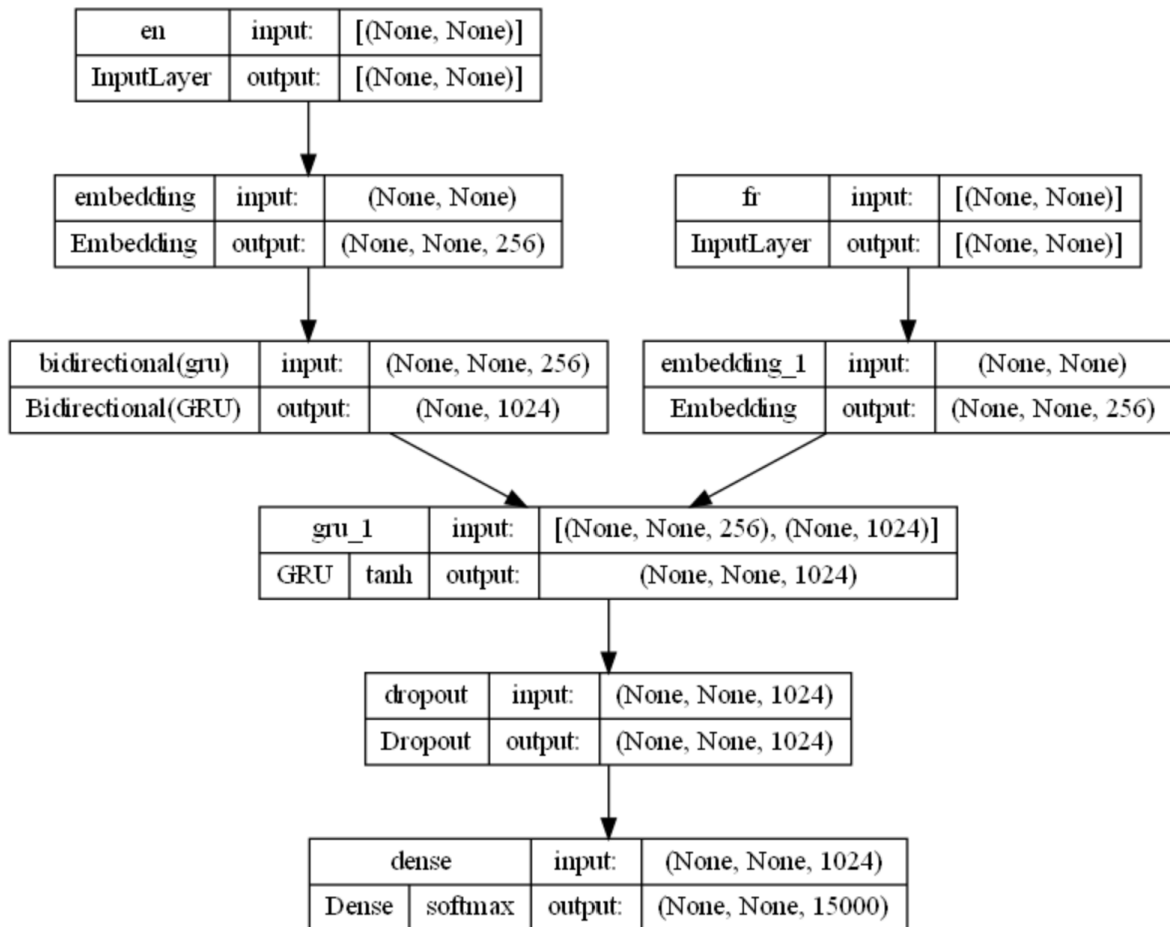 en input: [(None, None)]
InputLayer output: [(None, None)]
embedding input: (None, None)
Embedding output: (None, None, 256)
fr input: [(None, None)]
InputLayer output: [(None, None)]
bidirectional(gru) input: (None, None, 256)
Bidirectional(GRU) output: (None, 1024)
embedding_1 input: (None, None)
Embedding output: (None, None, 256)
gru_1 input: [(None, None, 256), (None, 1024)]
GRU tanh output: (None, None, 1024)
dropout input: (None, None, 1024)
Dropout output: (None, None, 1024)
dense input: (None, None, 1024)
Dense softmax output: (None, None, 15000)